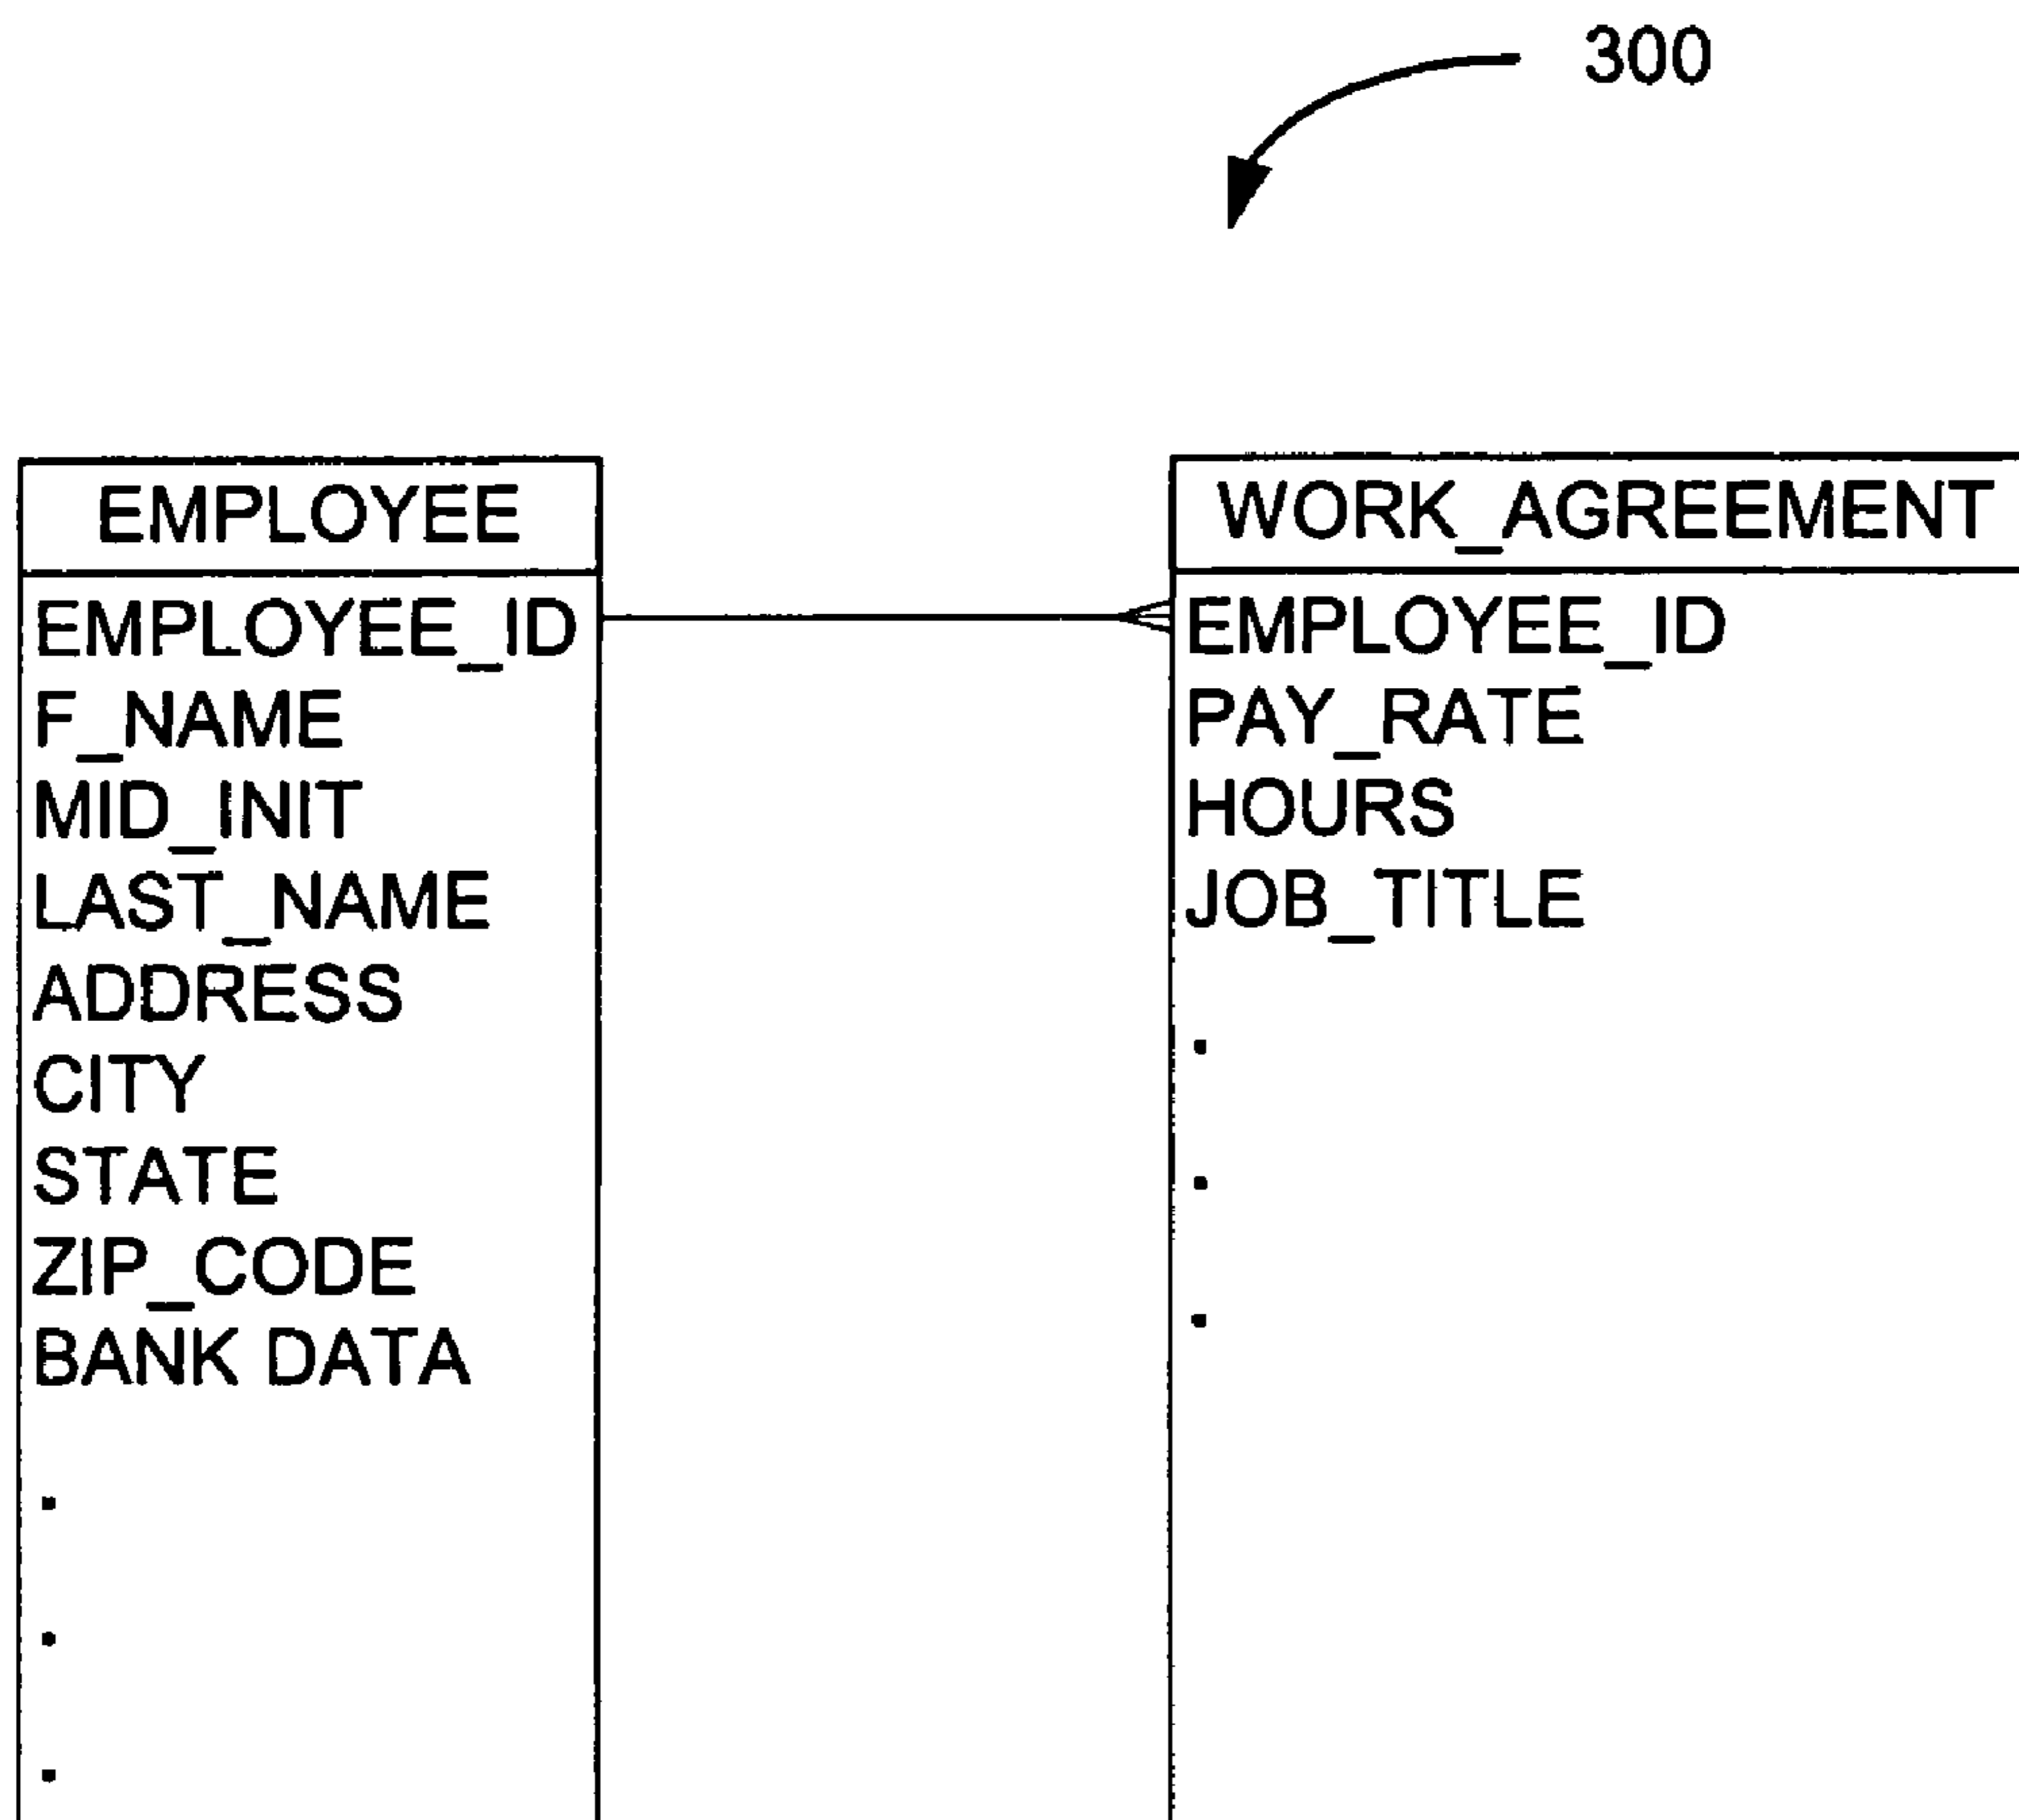 300
EMPLOYEE
EMPLOYEE_ID
F_NAME
MID_INIT
LAST_NAME
ADDRESS
CITY
STATE
ZIP_CODE
BANK DATA
.
.
.
WORK_AGREEMENT
EMPLOYEE_ID
PAY_RATE
HOURS
JOB_TITLE
.
.
.